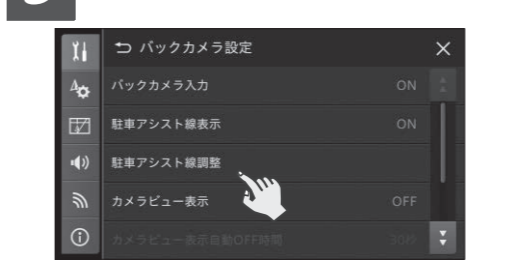 バックカメラ設定
バックカメラ入力 ON
駐車アシスト線表示 ON
駐車アシスト線調整
カメラビュー表示 OFF
カメラビュー表示自動OFF時間 30秒